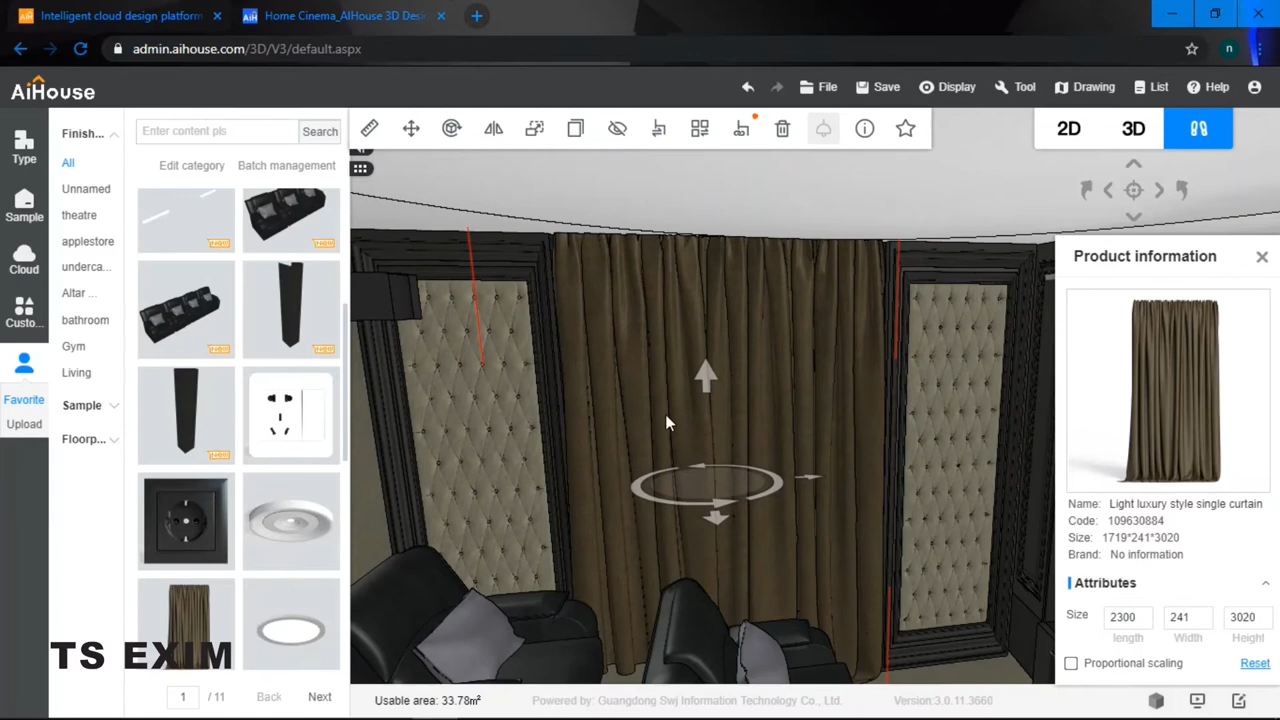 Intelligent cloud design platform
Home Cinema_AIHouse 3D Desi
admin.aihouse.com/3D/V3/default.aspx
n
AiHouse
File
Save
Display
Tool
Drawing
List
Help
Type
Sample
Cloud
Custo...
Favorite
Upload
Finish...
All
Unnamed
theatre
applestore
underca...
Altar ...
bathroom
Gym
Living
Sample
Floorp...
Enter content pls
Search
Edit category
Batch management
1 / 11 Back Next
2D
3D
Product information
Name: Light luxury style single curtain
Code: 109630884
Size: 1719*241*3020
Brand: No information
Attributes
Size 2300 241 3020
length Width Height
Proportional scaling
Reset
TS EXIM
Usable area: 33.78m²
Powered by: Guangdong Swj Information Technology Co., Ltd.
Version:3.0.11.3660